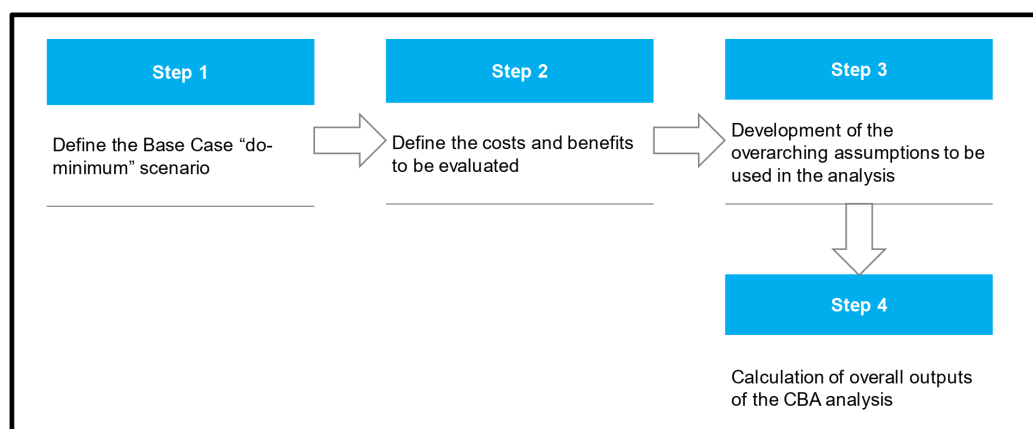 Step 1
Define the Base Case “do-
minimum” scenario
Step 2
Define the costs and benefits
to be evaluated
Step 3
Development of the
overarching assumptions to be
used in the analysis
Step 4
Calculation of overall outputs
of the CBA analysis